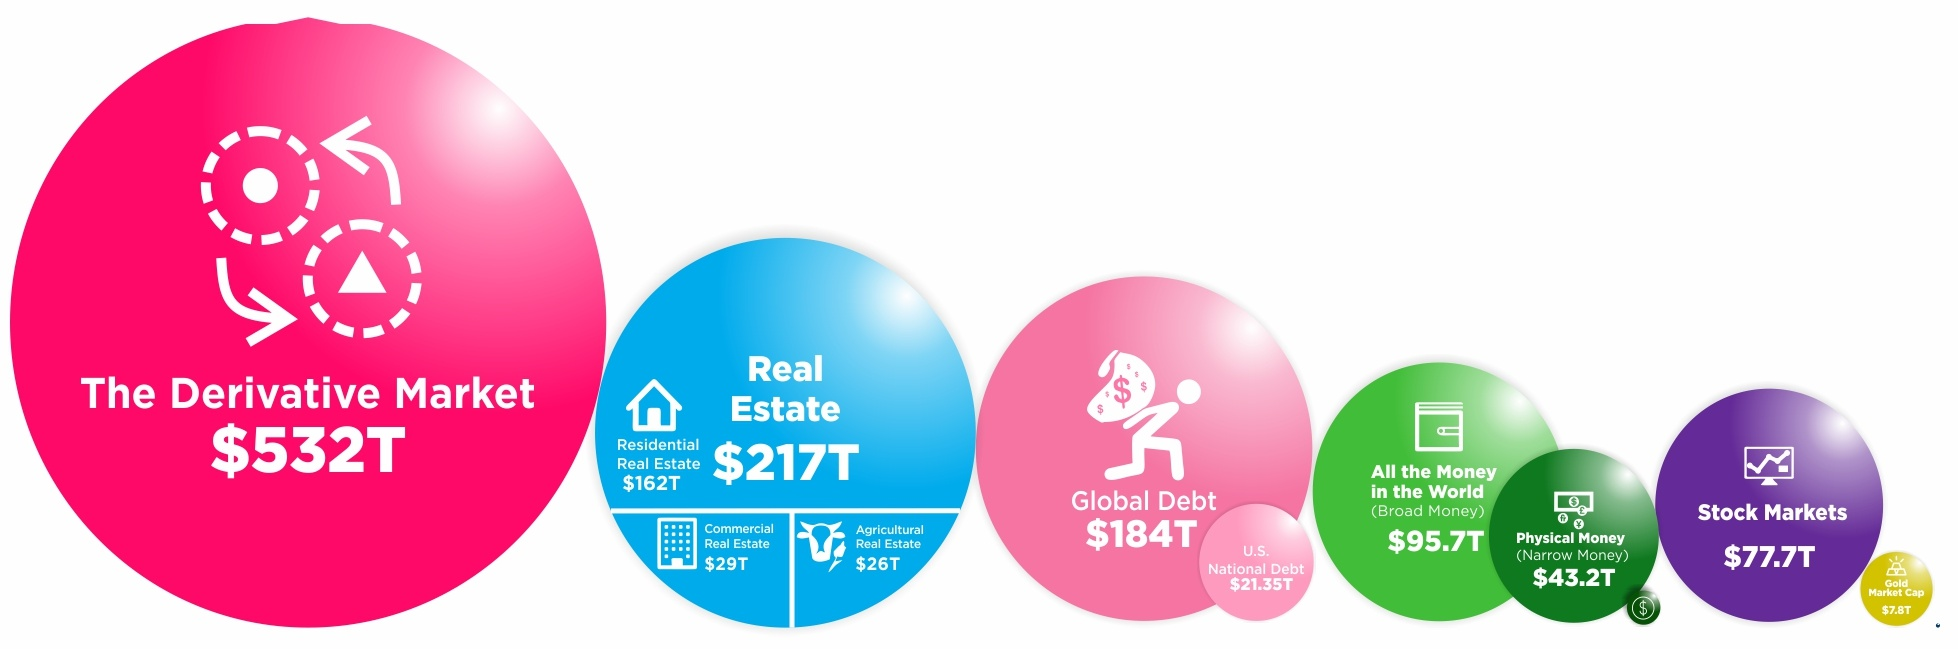 The Derivative Market
$532T
Real
Estate
$217T
Residential
Real Estate
$162T
Commercial
Real Estate
$29T
Agricultural
Real Estate
$26T
Global Debt
$184T
U.S.
National Debt
$21.35T
All the Money
in the World
(Broad Money)
$95.7T
Physical Money
(Narrow Money)
$43.2T
Stock Markets
$77.7T
Gold
Market Cap
$7.8T